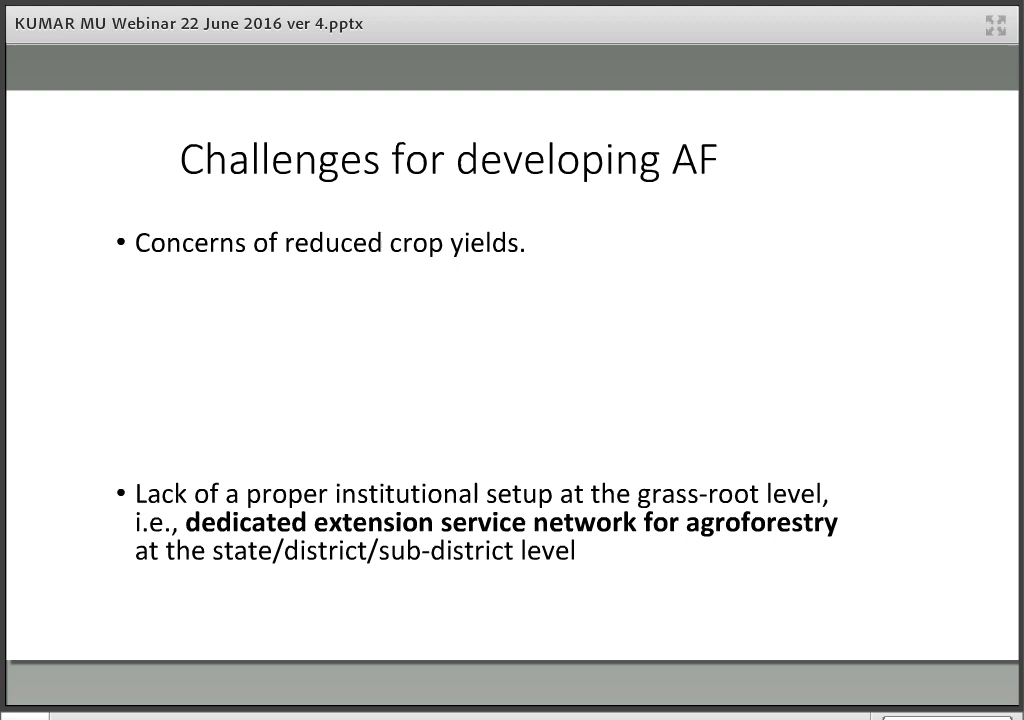 KUMAR MU Webinar 22 June 2016 ver 4.pptx
Challenges for developing AF
• Concerns of reduced crop yields.
• Lack of a proper institutional setup at the grass-root level,
i.e., dedicated extension service network for agroforestry
at the state/district/sub-district level